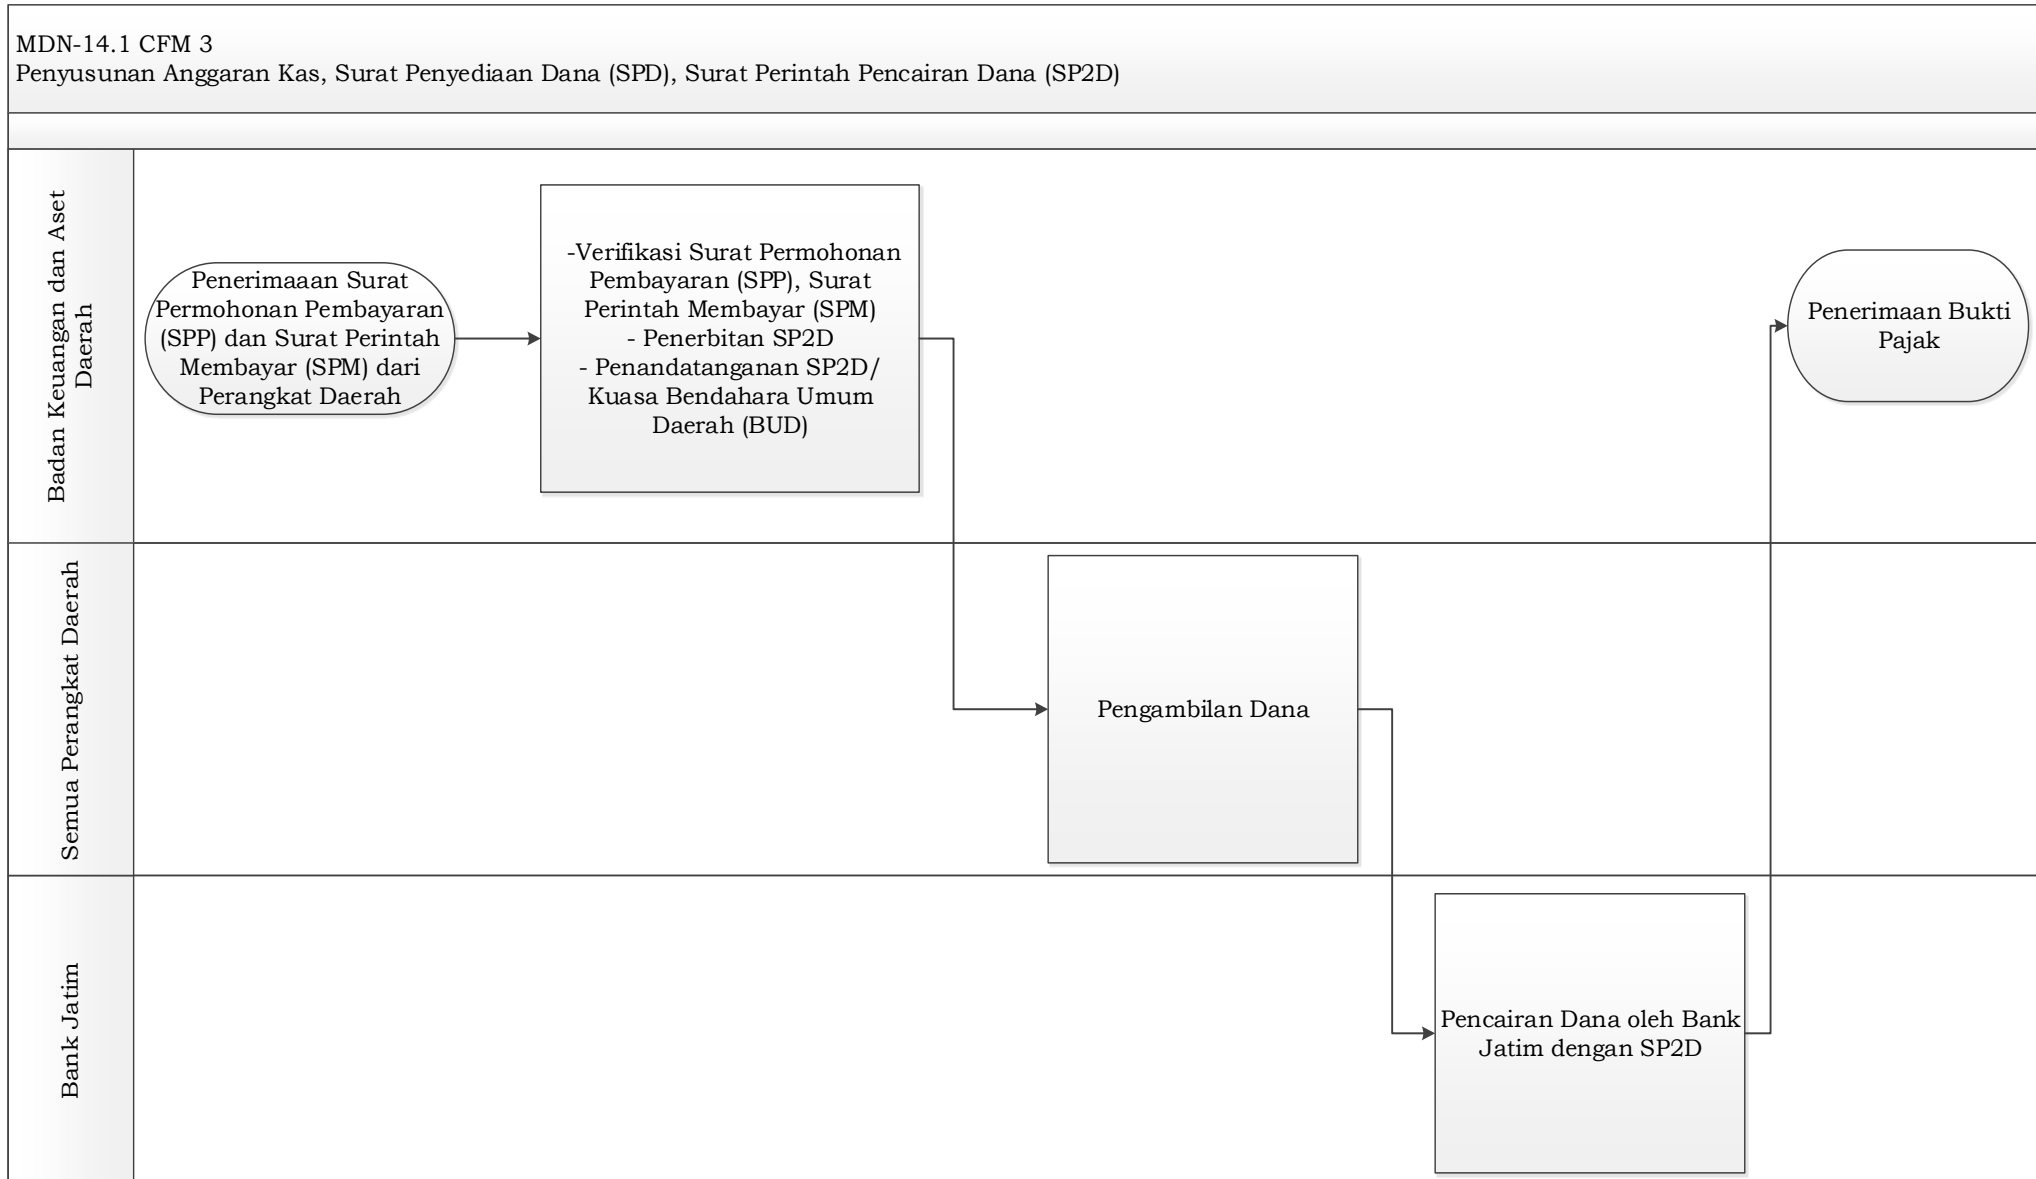 MDN-14.1 CFM 3
Penyusunan Anggaran Kas, Surat Penyediaan Dana (SPD), Surat Perintah Pencairan Dana (SP2D)
Badan Keuangan dan Aset
Daerah
Penerimaaan Surat
Permohonan Pembayaran
(SPP) dan Surat Perintah
Membayar (SPM) dari
Perangkat Daerah
-Verifikasi Surat Permohonan
Pembayaran (SPP), Surat
Perintah Membayar (SPM)
- Penerbitan SP2D
- Penandatanganan SP2D/
Kuasa Bendahara Umum
Daerah (BUD)
Penerimaan Bukti
Pajak
Semua Perangkat Daerah
Pengambilan Dana
Bank Jatim
Pencairan Dana oleh Bank
Jatim dengan SP2D